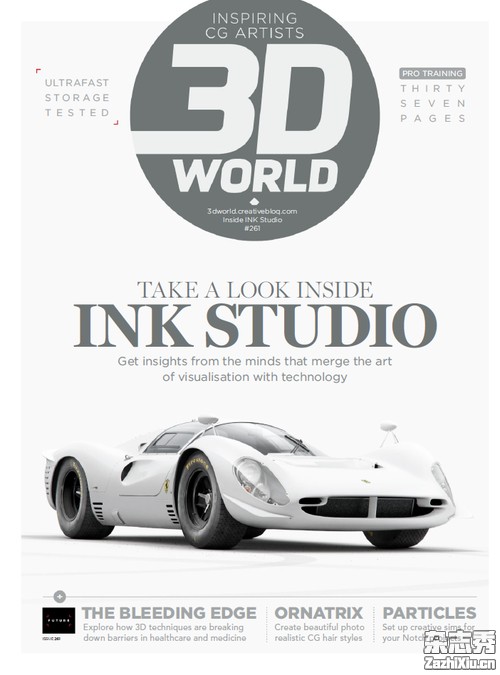 INSPIRING
CG ARTISTS
3D
WORLD
3dworld.creativebloq.com
Inside INK Studio
#261
ULTRAFAST
STORAGE
TESTED
PRO TRAINING
THIRTY
SEVEN
PAGES
TAKE A LOOK INSIDE
INK STUDIO
Get insights from the minds that merge the art
of visualisation with technology
FUTURE
ISSUE 261
THE BLEEDING EDGE
Explore how 3D techniques are breaking
down barriers in healthcare and medicine
ORNATRIX
Create beautiful photo
realistic CG hair styles
PARTICLES
Set up creative sims for
your
杂志秀
ZazhiXiu.cn